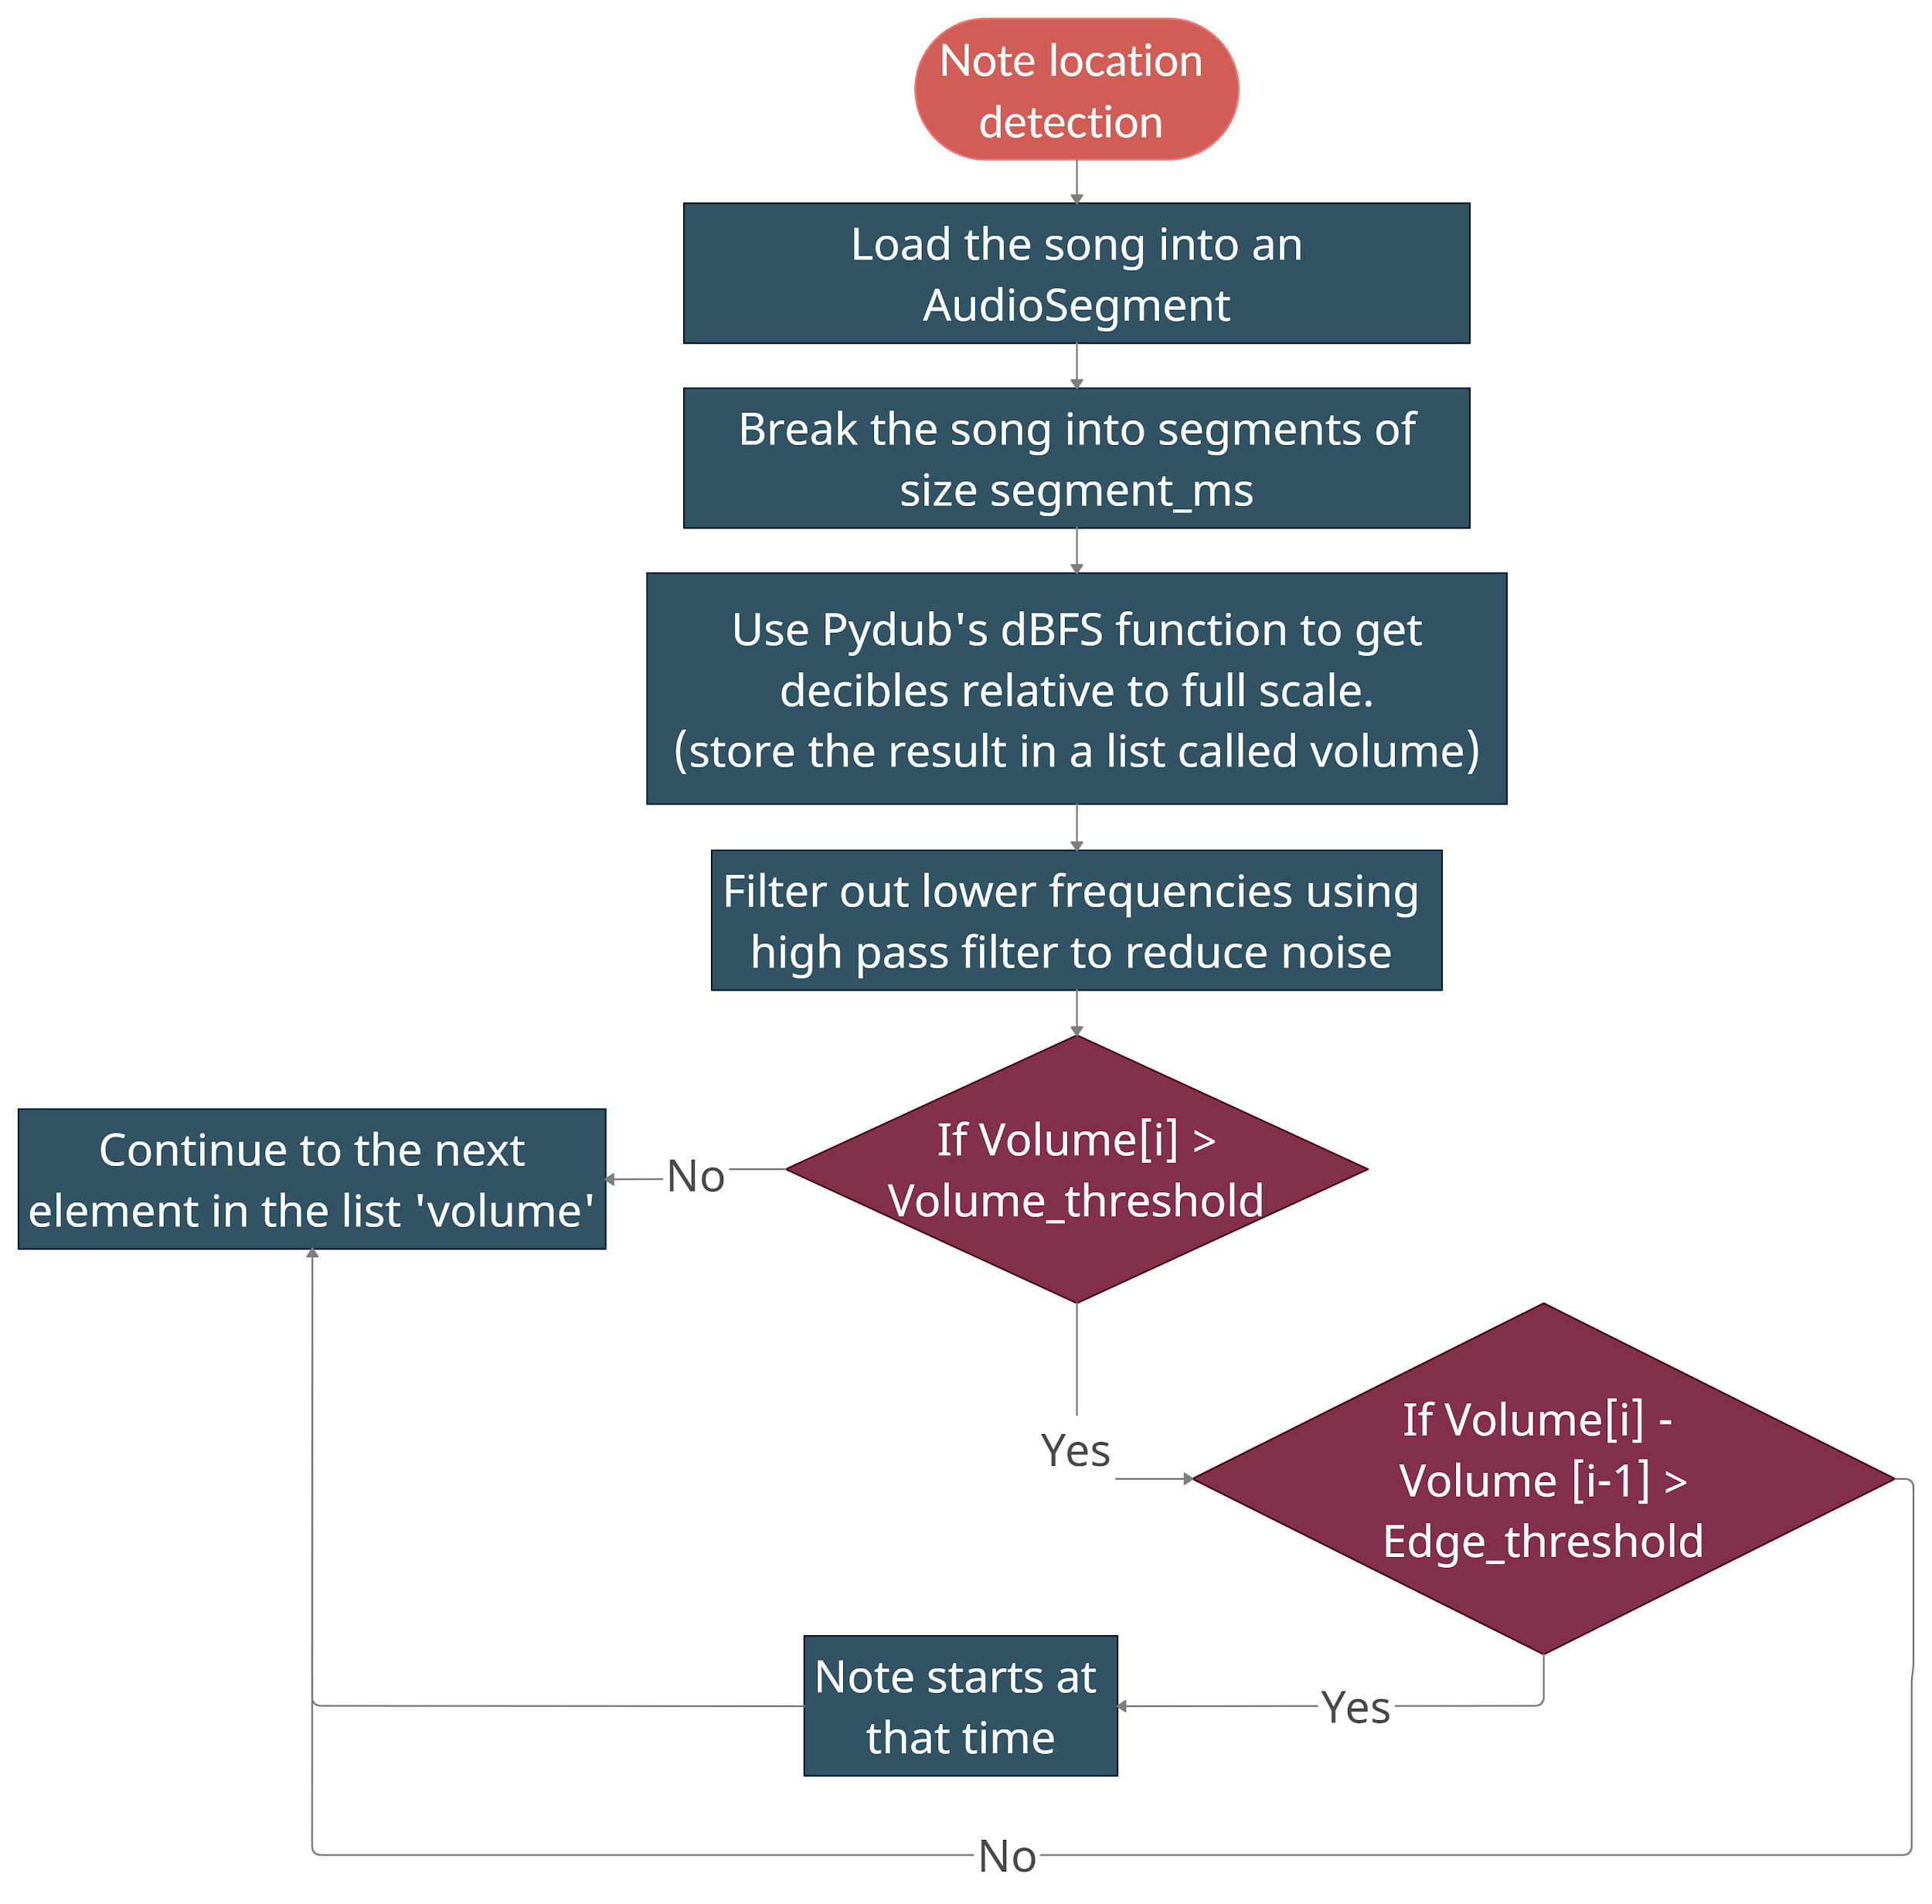 Note location
detection
Load the song into an
AudioSegment
Break the song into segments of
size segment_ms
Use Pydub's dBFS function to get
decibles relative to full scale.
(store the result in a list called volume)
Filter out lower frequencies using
high pass filter to reduce noise
If Volume[i] >
Volume_threshold
No
Continue to the next
element in the list 'volume'
Yes
If Volume[i] -
Volume [i-1] >
Edge_threshold
Yes
Note starts at
that time
No